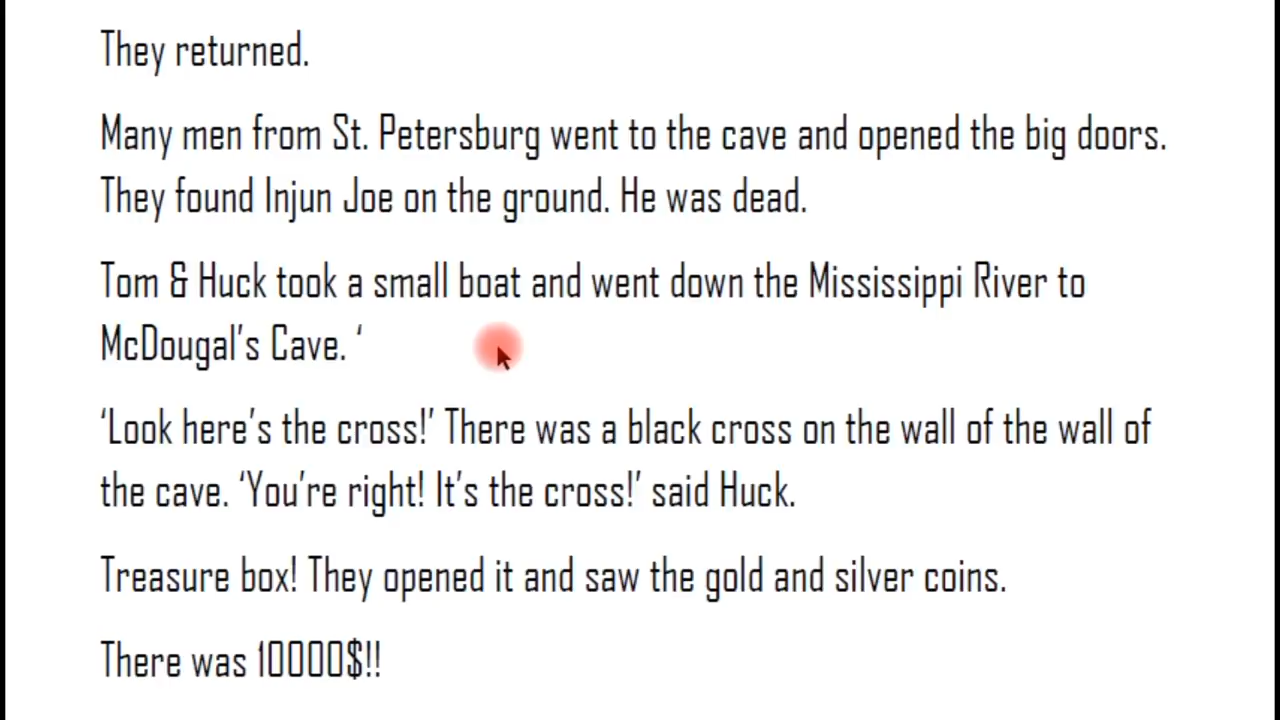 They returned.
Many men from St. Petersburg went to the cave and opened the big doors.
They found Injun Joe on the ground. He was dead.
Tom & Huck took a small boat and went down the Mississippi River to
McDougal’s Cave. ‘
‘Look here’s the cross!’ There was a black cross on the wall of the wall of
the cave. ‘You’re right! It’s the cross!’ said Huck.
Treasure box! They opened it and saw the gold and silver coins.
There was 10000$!!